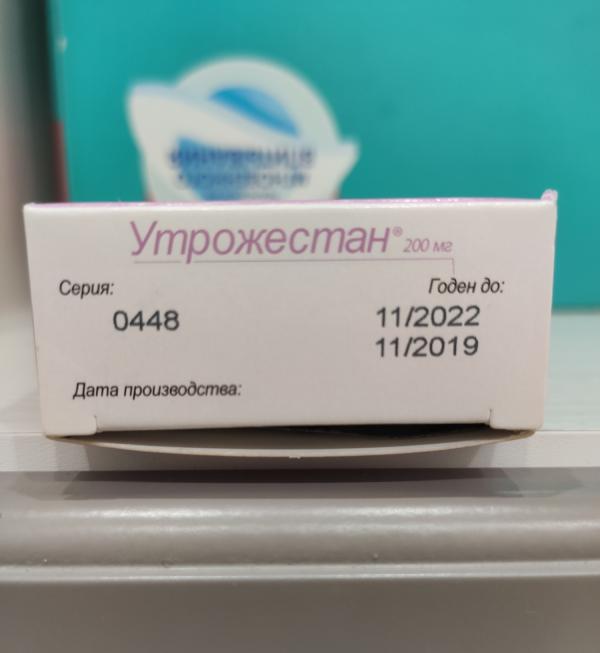 Утрожестан® 200 мг
Серия: Годен до:
0448 11/2022
11/2019
Дата производства: